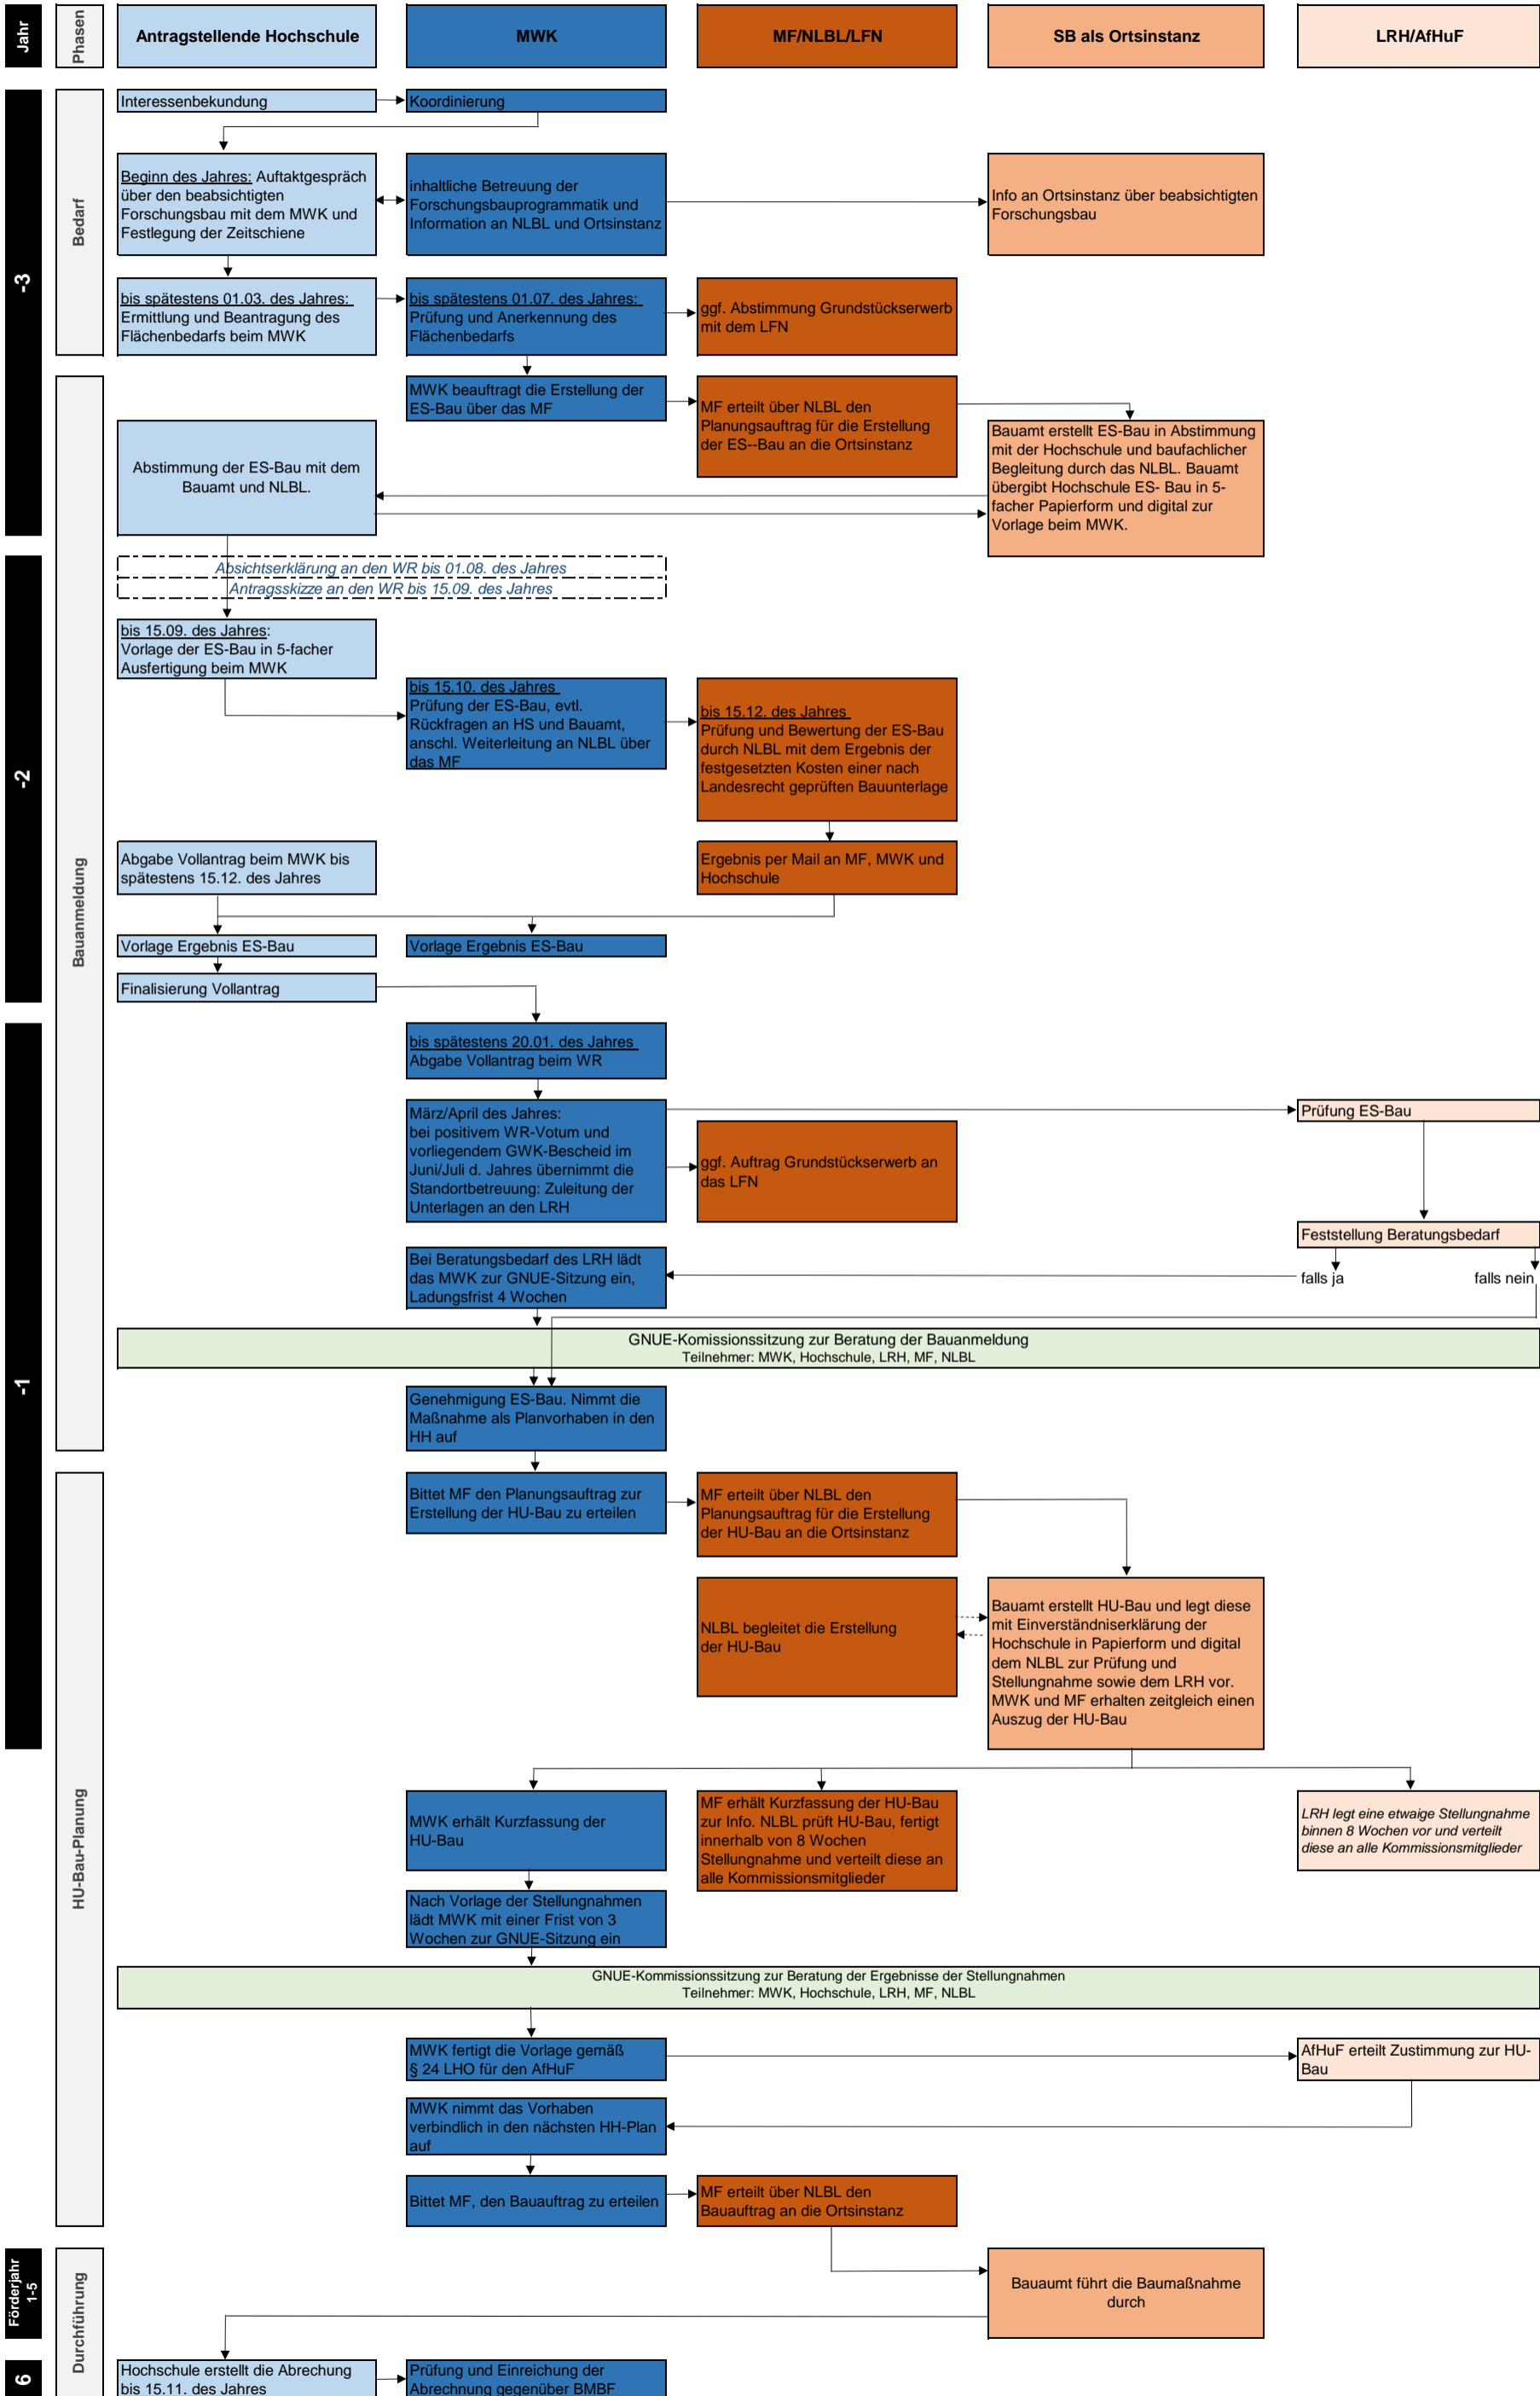 Jahr
Phasen
Antragstellende Hochschule
MWK
MF/NLBL/LFN
SB als Ortsinstanz
LRH/AfHuF
-3
Bedarf
Interessenbekundung
Koordinierung
Beginn des Jahres: Auftaktgespräch
über den beabsichtigten
Forschungsbau mit dem MWK und
Festlegung der Zeitschiene
inhaltliche Betreuung der
Forschungsbauprogrammatik und
Information an NLBL und Ortsinstanz
Info an Ortsinstanz über beabsichtigten
Forschungsbau
bis spätestens 01.03. des Jahres:
Ermittlung und Beantragung des
Flächenbedarfs beim MWK
bis spätestens 01.07. des Jahres:
Prüfung und Anerkennung des
Flächenbedarfs
ggf. Abstimmung Grundstückserwerb
mit dem LFN
Bauanmeldung
MWK beauftragt die Erstellung der
ES-Bau über das MF
MF erteilt über NLBL den
Planungsauftrag für die Erstellung
der ES--Bau an die Ortsinstanz
Bauamt erstellt ES-Bau in Abstimmung
mit der Hochschule und baufachlicher
Begleitung durch das NLBL. Bauamt
übergibt Hochschule ES- Bau in 5-
facher Papierform und digital zur
Vorlage beim MWK.
Abstimmung der ES-Bau mit dem
Bauamt und NLBL.
-2
Absichtserklärung an den WR bis 01.08. des Jahres
Antragsskizze an den WR bis 15.09. des Jahres
bis 15.09. des Jahres:
Vorlage der ES-Bau in 5-facher
Ausfertigung beim MWK
bis 15.10. des Jahres
Prüfung der ES-Bau, evtl.
Rückfragen an HS und Bauamt,
anschl. Weiterleitung an NLBL über
das MF
bis 15.12. des Jahres
Prüfung und Bewertung der ES-Bau
durch NLBL mit dem Ergebnis der
festgesetzten Kosten einer nach
Landesrecht geprüften Bauunterlage
Abgabe Vollantrag beim MWK bis
spätestens 15.12. des Jahres
Ergebnis per Mail an MF, MWK und
Hochschule
Vorlage Ergebnis ES-Bau
Vorlage Ergebnis ES-Bau
Finalisierung Vollantrag
-1
bis spätestens 20.01. des Jahres
Abgabe Vollantrag beim WR
März/April des Jahres:
bei positivem WR-Votum und
vorliegendem GWK-Bescheid im
Juni/Juli d. Jahres übernimmt die
Standortbetreuung: Zuleitung der
Unterlagen an den LRH
ggf. Auftrag Grundstückserwerb an
das LFN
Prüfung ES-Bau
Feststellung Beratungsbedarf
falls ja
falls nein
Bei Beratungsbedarf des LRH lädt
das MWK zur GNUE-Sitzung ein,
Ladungsfrist 4 Wochen
GNUE-Komissionssitzung zur Beratung der Bauanmeldung
Teilnehmer: MWK, Hochschule, LRH, MF, NLBL
Genehmigung ES-Bau. Nimmt die
Maßnahme als Planvorhaben in den
HH auf
HU-Bau-Planung
Bittet MF den Planungsauftrag zur
Erstellung der HU-Bau zu erteilen
MF erteilt über NLBL den
Planungsauftrag für die Erstellung
der HU-Bau an die Ortsinstanz
NLBL begleitet die Erstellung
der HU-Bau
Bauamt erstellt HU-Bau und legt diese
mit Einverständniserklärung der
Hochschule in Papierform und digital
dem NLBL zur Prüfung und
Stellungnahme sowie dem LRH vor.
MWK und MF erhalten zeitgleich einen
Auszug der HU-Bau
MWK erhält Kurzfassung der
HU-Bau
MF erhält Kurzfassung der HU-Bau
zur Info. NLBL prüft HU-Bau, fertigt
innerhalb von 8 Wochen
Stellungnahme und verteilt diese an
alle Kommissionsmitglieder
LRH legt eine etwaige Stellungnahme
binnen 8 Wochen vor und verteilt
diese an alle Kommissionsmitglieder
Nach Vorlage der Stellungnahmen
lädt MWK mit einer Frist von 3
Wochen zur GNUE-Sitzung ein
GNUE-Kommissionssitzung zur Beratung der Ergebnisse der Stellungnahmen
Teilnehmer: MWK, Hochschule, LRH, MF, NLBL
MWK fertigt die Vorlage gemäß
§ 24 LHO für den AfHuF
AfHuF erteilt Zustimmung zur HU-
Bau
MWK nimmt das Vorhaben
verbindlich in den nächsten HH-Plan
auf
Bittet MF, den Bauauftrag zu erteilen
MF erteilt über NLBL den
Bauauftrag an die Ortsinstanz
Förderjahr
1-5
Durchführung
Bauaumt führt die Baumaßnahme
durch
6
Hochschule erstellt die Abrechung
bis 15.11. des Jahres
Prüfung und Einreichung der
Abrechnung gegenüber BMBF